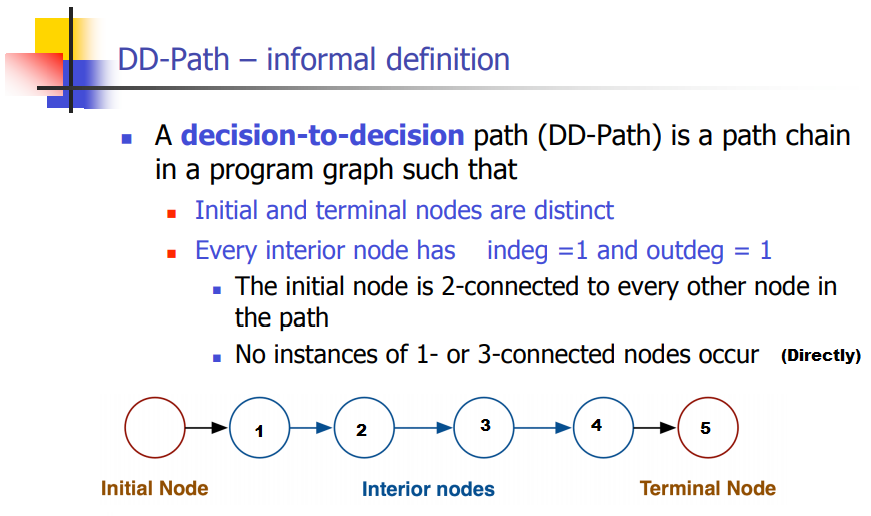 DD-Path – informal definition
A decision-to-decision path (DD-Path) is a path chain
in a program graph such that
Initial and terminal nodes are distinct
Every interior node has indeg =1 and outdeg = 1
The initial node is 2-connected to every other node in
the path
No instances of 1- or 3-connected nodes occur (Directly)
1 2 3 4 5
Initial Node Interior nodes Terminal Node